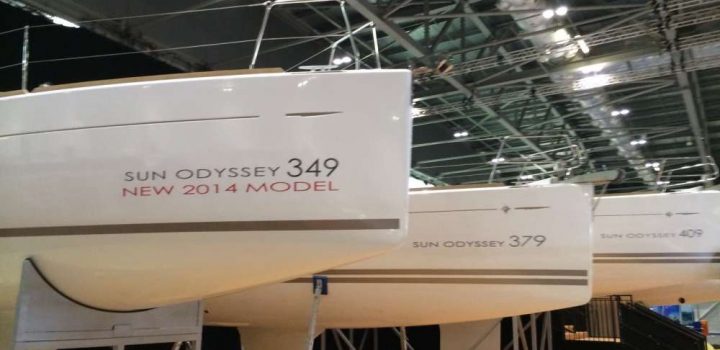 SUN ODYSSEY 349
NEW 2014 MODEL
SUN ODYSSEY 379
SUN ODYSSEY 409